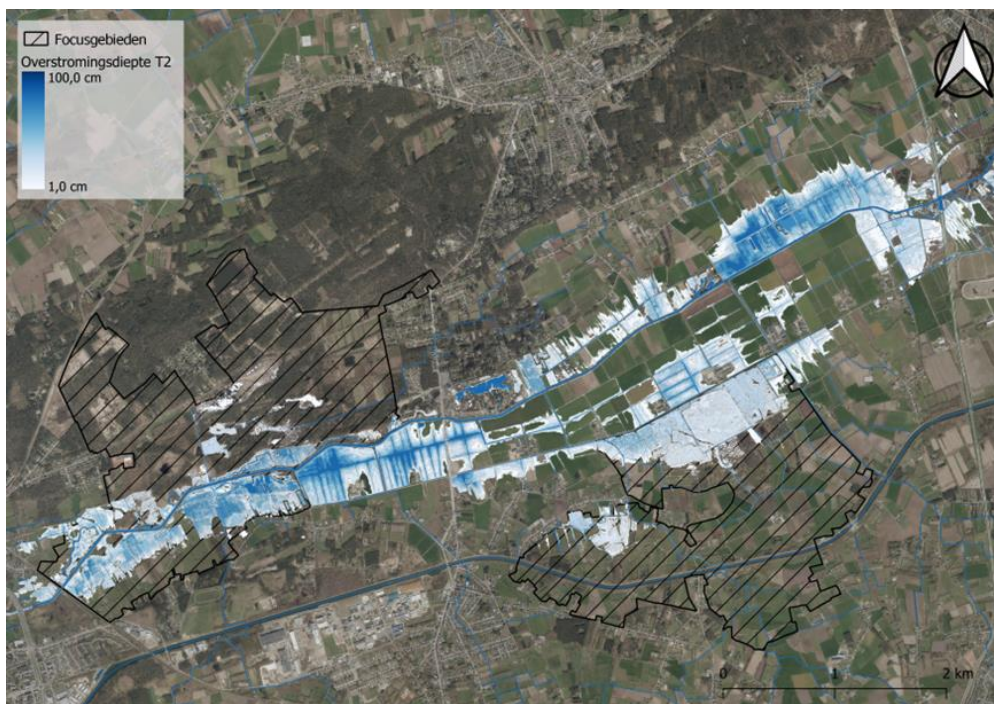 Focusgebieden
Overstromingsdiepte T2
100,0 cm
1,0 cm
0 1 2 km